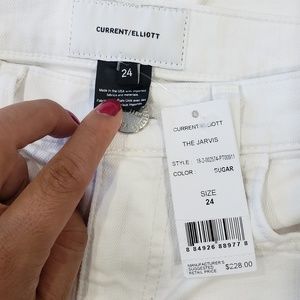 CURRENT/ELLIOTT
24
Made in the USA with imported
fabrics and materials.
CURRENT/ELLIOTT
THE JARVIS
STYLE:
COLOR: SUGAR
SIZE
24
8 84926 88977 8
MANUFACTURER'S
SUGGESTED
RETAIL PRICE
$228.00